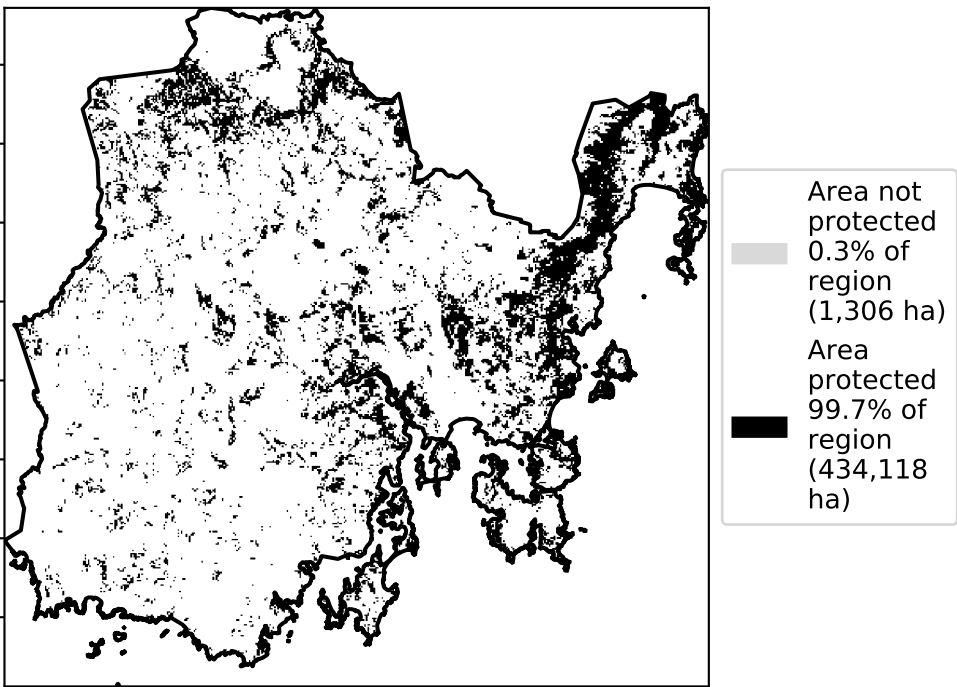 Area not
protected
0.3% of
region
(1,306 ha)
Area
protected
99.7% of
region
(434,118
ha)